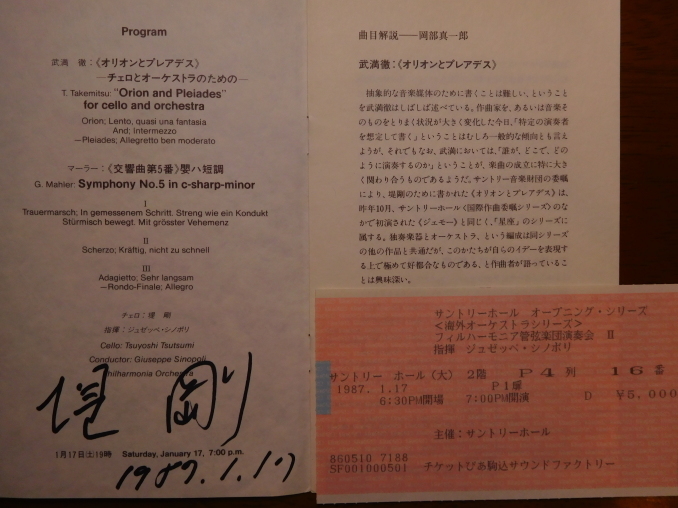 Program
武満 徹：《オリオンとプレアデス》
—チェロとオーケストラのための—
T. Takemitsu: "Orion and Pleiades"
for cello and orchestra
Orion; Lento, quasi una fantasia
And; Intermezzo
—Pleiades; Allegretto ben moderato
マーラー：《交響曲第5番》嬰ハ短調
G. Mahler: Symphony No.5 in c-sharp-minor
I
Trauermarsch; In gemessenem Schritt. Streng wie ein Kondukt
Stürmisch bewegt. Mit grösster Vehemenz
II
Scherzo; Kräftig, nicht zu schnell
III
Adagietto; Sehr langsam
—Rondo-Finale; Allegro
チェロ：堤 剛
指揮：ジュゼッペ・シノポリ
Cello: Tsuyoshi Tsutsumi
Conductor: Giuseppe Sinopoli
Philharmonia Orchestra
堤 剛
1月17日(土)19時 Saturday, January 17, 7:00 p.m.
1987.1.17
曲目解説——岡部真一郎
武満徹：《オリオンとプレアデス》
抽象的な音楽媒体のために書くことは難しい、ということ
を武満徹はしばしば述べている。作曲家を、あるいは音楽そ
のものをとりまく状況が大きく変化した今日、「特定の演奏者
を想定して書く」ということはむしろ一般的な傾向とも言え
ようが、それでもなお、武満においては、「誰が、どこで、どの
ように演奏するのか」ということが、楽曲の成立に特に大き
く関わり合うものであるようだ。サントリー音楽財団の委嘱
により、堤剛のために書かれた《オリオンとプレアデス》は、
昨年10月、サントリーホール《国際作曲委嘱シリーズ》のな
かで初演された《ジェモー》と同じく、「星座」のシリーズに
属する。独奏楽器とオーケストラ、という編成は同シリーズ
の他の作品と共通だが、このかたちが自らのイデーを表現す
る上で極めて好都合なものである、と作曲者が語っているこ
とは興味深い。
サントリーホール オープニング・シリーズ
<海外オーケストラシリーズ>
フィルハーモニア管弦楽団演奏会 II
指揮 ジュゼッペ・シノポリ
サントリー ホール(大) 2階 P4列 16番
1987.1.17 P1扉
6:30PM開場 7:00PM開演 D ¥5,000
主催：サントリーホール
860510 7188
SF001000501 チケットぴあ駒込サウンドファクトリー